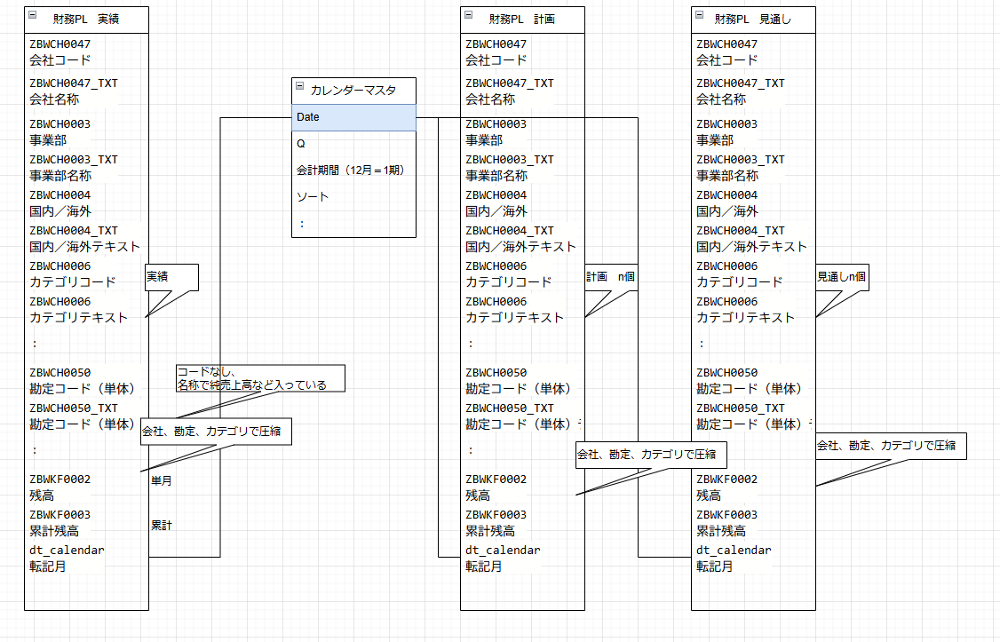 財務PL　実績
ZBWCH0047
会社コード
ZBWCH0047_TXT
会社名称
ZBWCH0003
事業部
ZBWCH0003_TXT
事業部名称
ZBWCH0004
国内／海外
ZBWCH0004_TXT
国内／海外テキスト
ZBWCH0006
カテゴリコード
ZBWCH0006
カテゴリテキスト
：
ZBWCH0050
勘定コード（単体）
ZBWCH0050_TXT
勘定コード（単体）
：
ZBWKF0002
残高
ZBWKF0003
累計残高
dt_calendar
転記月
実績
コードなし、
名称で純売上高など入っている
会社、勘定、カテゴリで圧縮
単月
累計
カレンダーマスタ
Date
Q
会計期間（12月＝1期）
ソート
：
財務PL　計画
ZBWCH0047
会社コード
ZBWCH0047_TXT
会社名称
ZBWCH0003
事業部
ZBWCH0003_TXT
事業部名称
ZBWCH0004
国内／海外
ZBWCH0004_TXT
国内／海外テキスト
ZBWCH0006
カテゴリコード
ZBWCH0006
カテゴリテキスト
：
ZBWCH0050
勘定コード（単体）
ZBWCH0050_TXT
勘定コード（単体）
：
ZBWKF0002
残高
ZBWKF0003
累計残高
dt_calendar
転記月
計画　n個
会社、勘定、カテゴリで圧縮
財務PL　見通し
ZBWCH0047
会社コード
ZBWCH0047_TXT
会社名称
ZBWCH0003
事業部
ZBWCH0003_TXT
事業部名称
ZBWCH0004
国内／海外
ZBWCH0004_TXT
国内／海外テキスト
ZBWCH0006
カテゴリコード
ZBWCH0006
カテゴリテキスト
：
ZBWCH0050
勘定コード（単体）
ZBWCH0050_TXT
勘定コード（単体）
ZBWKF0002
残高
ZBWKF0003
累計残高
dt_calendar
転記月
見通しn個
会社、勘定、カテゴリで圧縮